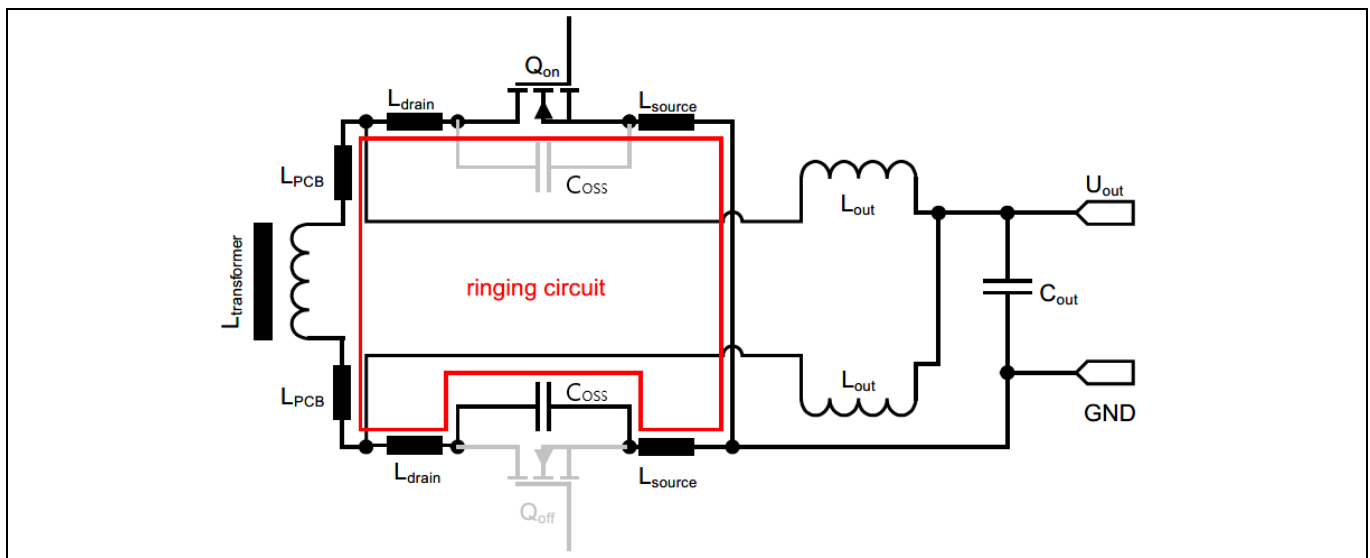 Qon
Ldrain
Lsource
LPCB
COSS
Lout
Uout
Ltransformer
ringing circuit
Cout
LPCB
COSS
Lout
GND
Ldrain
Lsource
Qoff